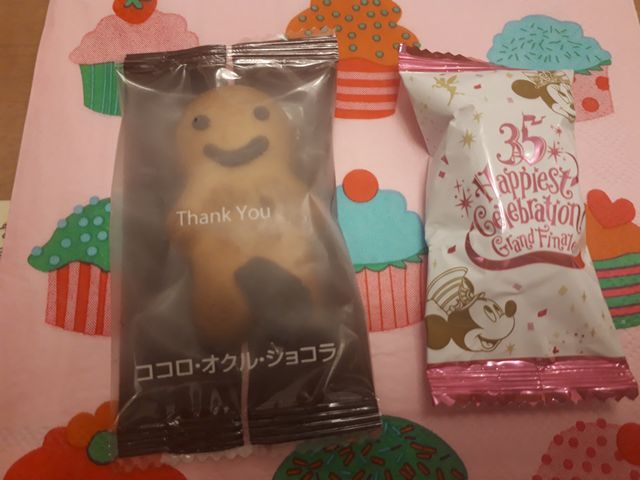 Thank You
ココロ・オクル・ショコラ
35
Happiest
Celebration!
Grand Finale